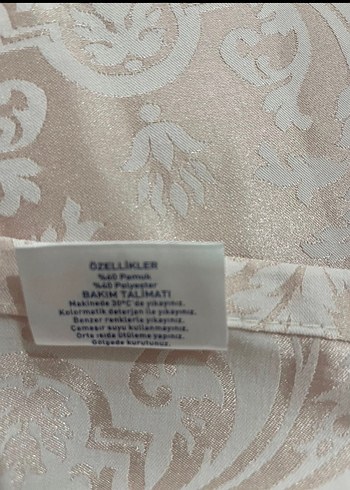 ÖZELLİKLER
%60 Pamuk
%40 Polyester
BAKIM TALİMATI
Makinede 30°C'de yıkayınız.
Kolormatik deterjan ile yıkayınız.
Benzer renklerle yıkayınız.
Çamaşır suyu kullanmayınız.
Orta ısıda ütüleme yapınız.
Gölgede kurutunuz.